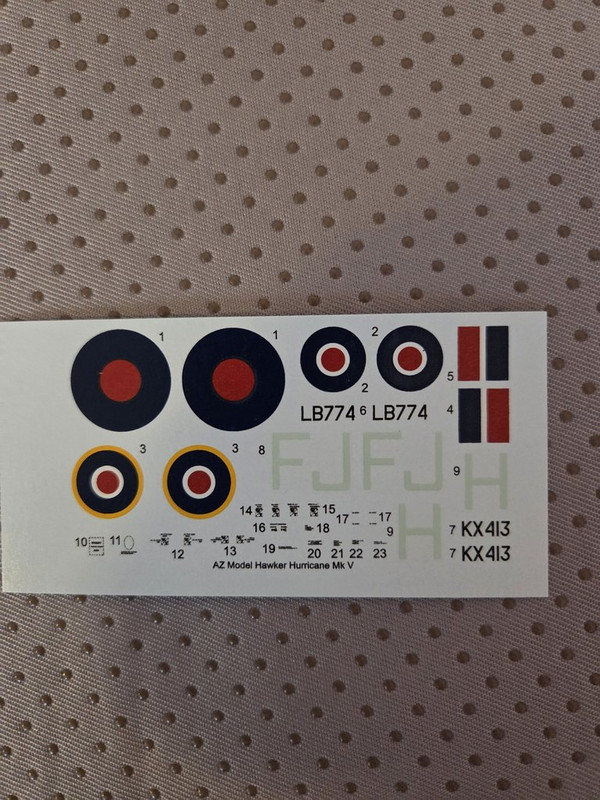 1 1 2 2
5
LB774 6 LB774 4
3 3 8 FJ FJ 9 H
14 15
16 18 17 17 9 H 7 KX413
10 11 12 13 19 20 21 22 23 7 KX413
AZ Model Hawker Hurricane Mk V